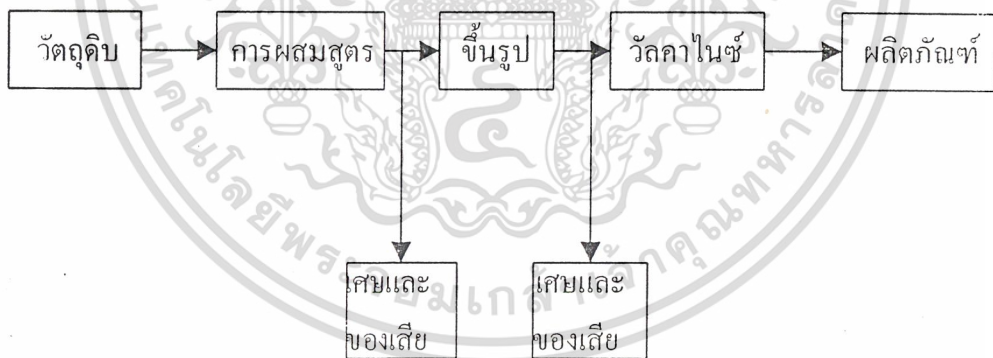 วัตถุดิบ
การผสมสูตร
ขึ้นรูป
วัลคาไนซ์
ผลิตภัณฑ์
เศษและ
ของเสีย
เศษและ
ของเสีย